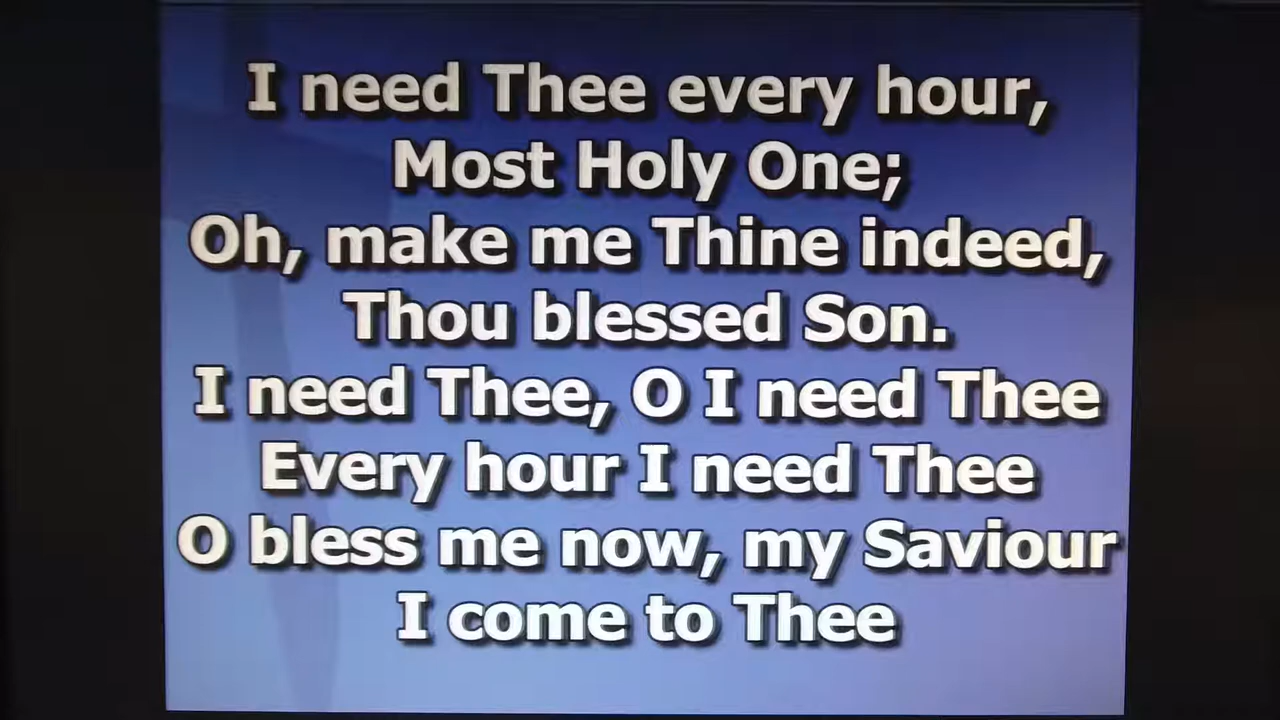 I need Thee every hour,
Most Holy One;
Oh, make me Thine indeed,
Thou blessed Son.
I need Thee, O I need Thee
Every hour I need Thee
O bless me now, my Saviour
I come to Thee